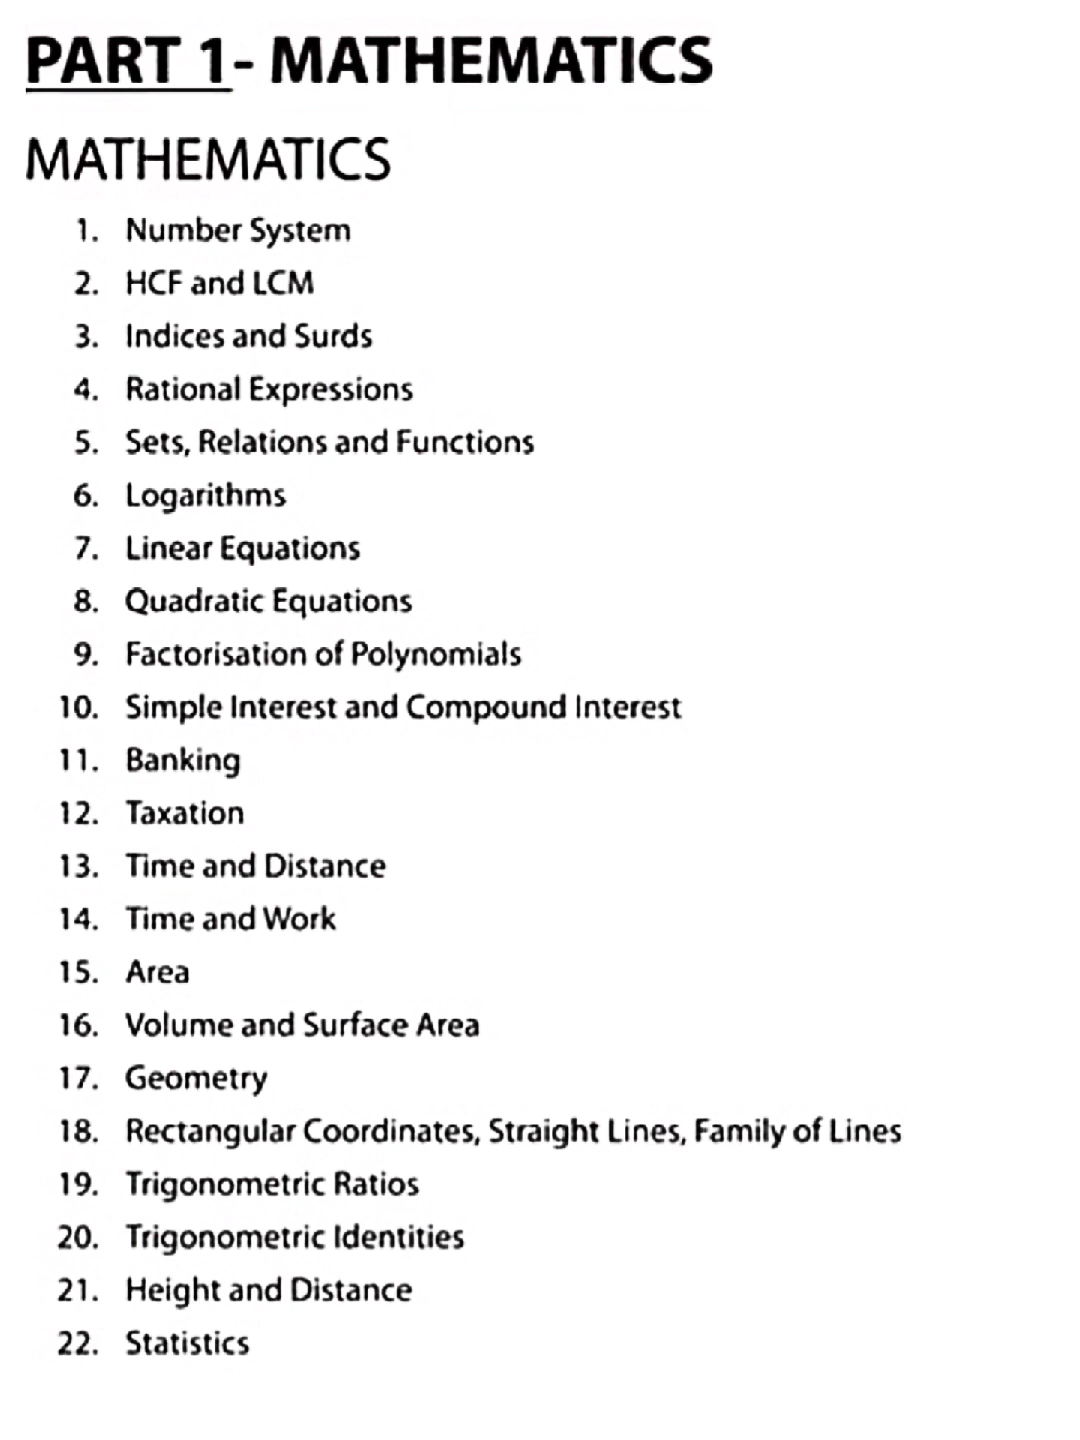 PART 1- MATHEMATICS
MATHEMATICS
1. Number System
2. HCF and LCM
3. Indices and Surds
4. Rational Expressions
5. Sets, Relations and Functions
6. Logarithms
7. Linear Equations
8. Quadratic Equations
9. Factorisation of Polynomials
10. Simple Interest and Compound Interest
11. Banking
12. Taxation
13. Time and Distance
14. Time and Work
15. Area
16. Volume and Surface Area
17. Geometry
18. Rectangular Coordinates, Straight Lines, Family of Lines
19. Trigonometric Ratios
20. Trigonometric Identities
21. Height and Distance
22. Statistics